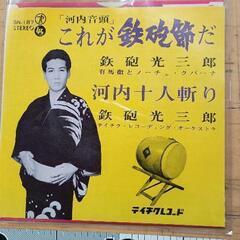 SN-187
STEREO
「河内音頭」
これが鉄砲節だ
鉄砲光三郎
有馬徹とノーチェ・クバーナ
河内十人斬り
鉄砲光三郎
テイチク・レコーディング・オーケストラ
テイチクレコード